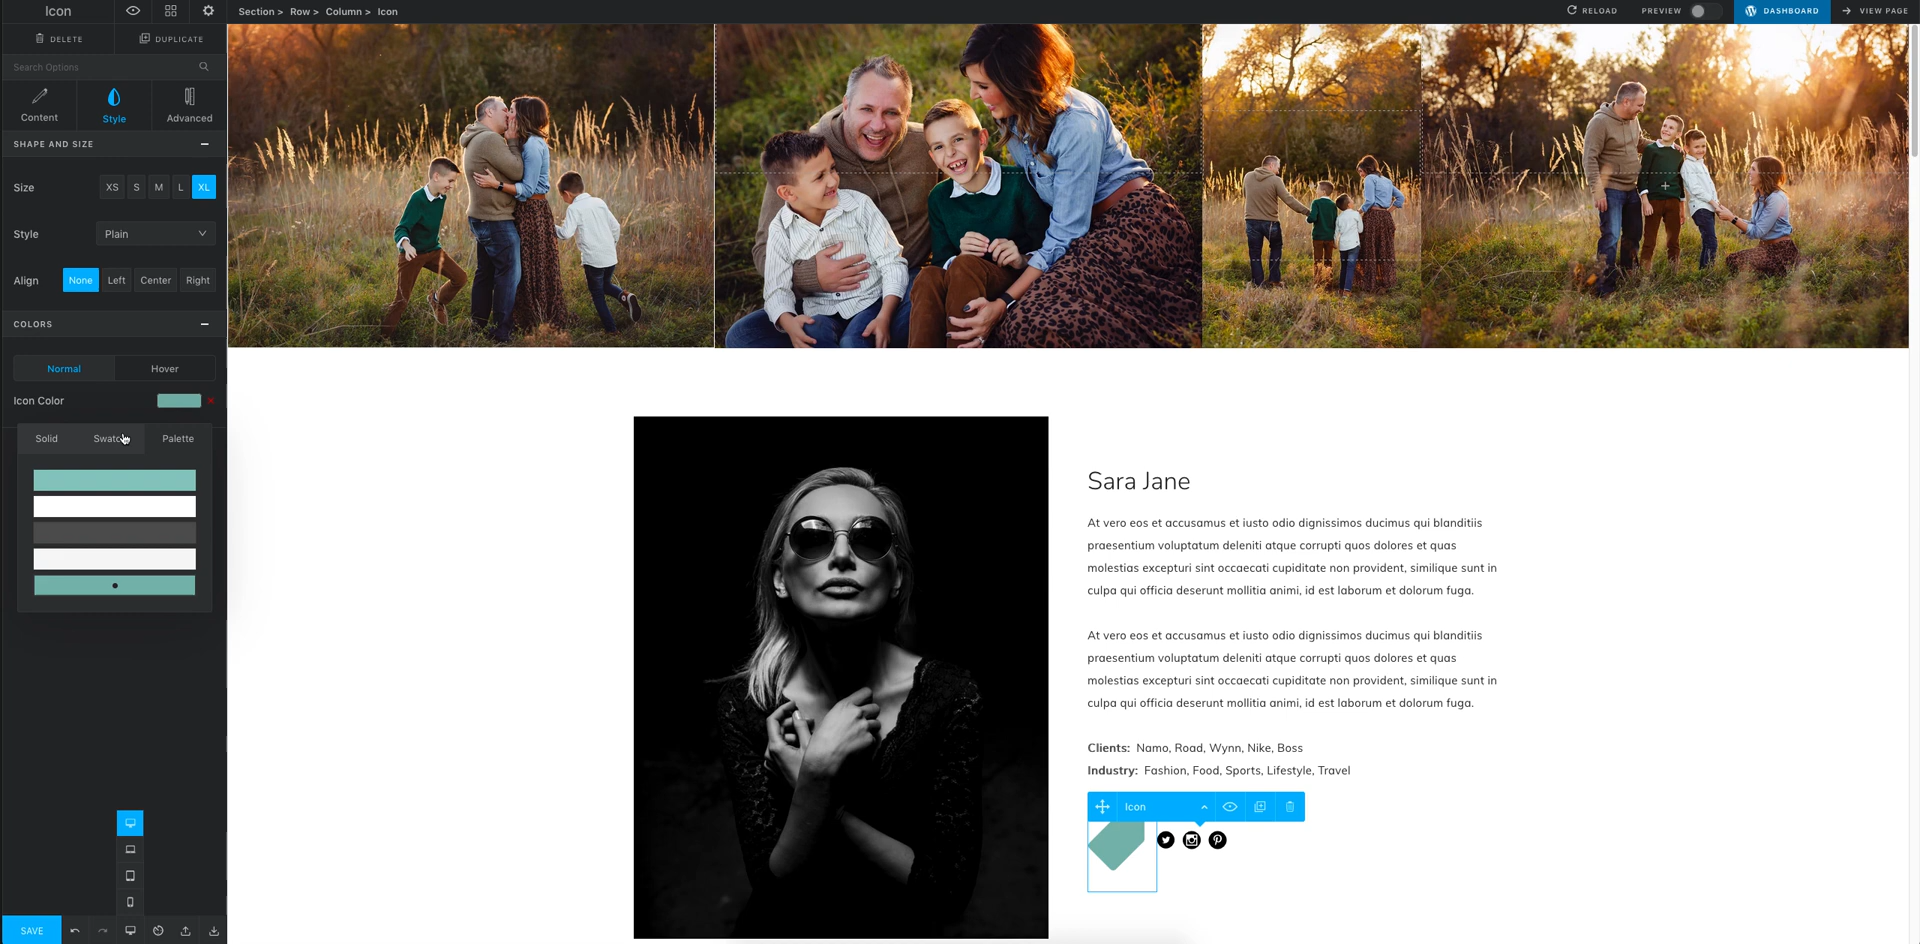 Icon
Section > Row > Column > Icon
RELOAD
PREVIEW
DASHBOARD
VIEW PAGE
DELETE
DUPLICATE
Search Options
Content
Style
Advanced
SHAPE AND SIZE
Size
XS
S
M
L
XL
Style
Plain
Align
None
Left
Center
Right
COLORS
Normal
Hover
Icon Color
Solid
Palette
SAVE
Sara Jane
At vero eos et accusamus et iusto odio dignissimos ducimus qui blanditiis
praesentium voluptatum deleniti atque corrupti quos dolores et quas
molestias excepturi sint occaecati cupiditate non provident, similique sunt in
culpa qui officia deserunt mollitia animi, id est laborum et dolorum fuga.
At vero eos et accusamus et iusto odio dignissimos ducimus qui blanditiis
praesentium voluptatum deleniti atque corrupti quos dolores et quas
molestias excepturi sint occaecati cupiditate non provident, similique sunt in
culpa qui officia deserunt mollitia animi, id est laborum et dolorum fuga.
Clients: Namo, Road, Wynn, Nike, Boss
Industry: Fashion, Food, Sports, Lifestyle, Travel
Icon